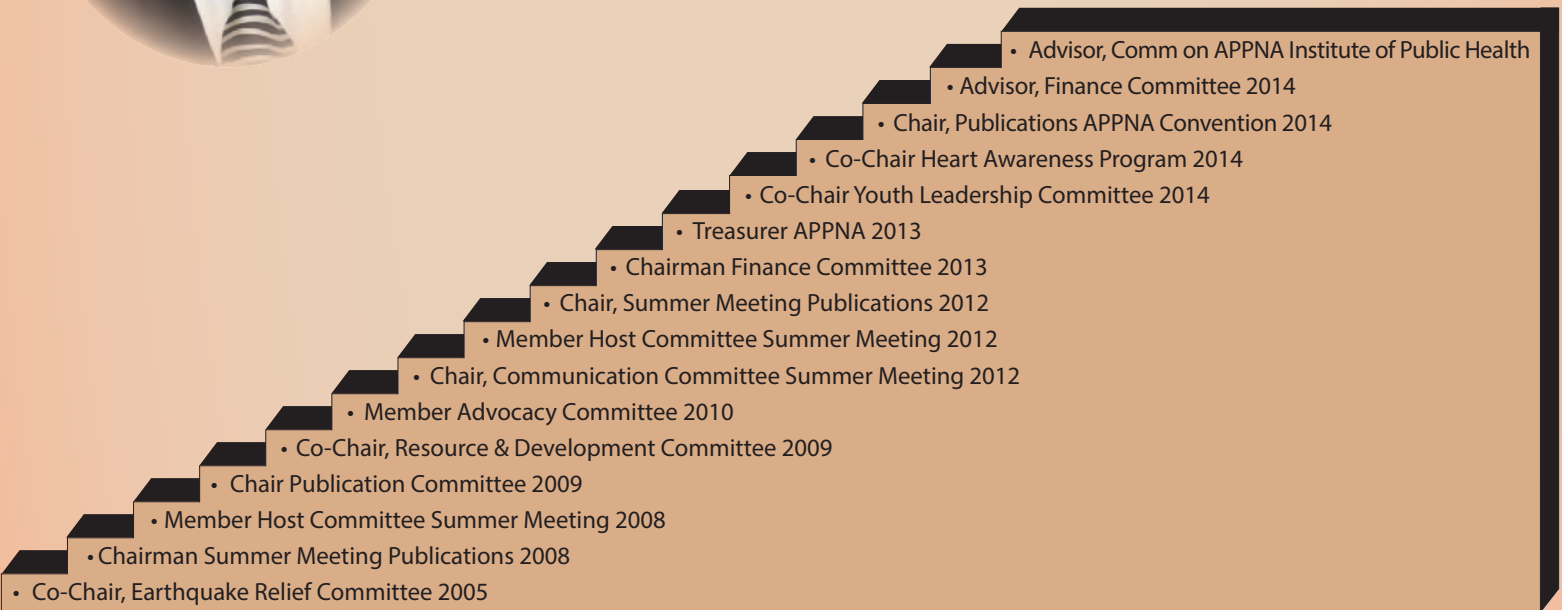 • Advisor, Comm on APPNA Institute of Public Health
• Advisor, Finance Committee 2014
• Chair, Publications APPNA Convention 2014
• Co-Chair Heart Awareness Program 2014
• Co-Chair Youth Leadership Committee 2014
• Treasurer APPNA 2013
• Chairman Finance Committee 2013
• Chair, Summer Meeting Publications 2012
• Member Host Committee Summer Meeting 2012
• Chair, Communication Committee Summer Meeting 2012
• Member Advocacy Committee 2010
• Co-Chair, Resource & Development Committee 2009
• Chair Publication Committee 2009
• Member Host Committee Summer Meeting 2008
• Chairman Summer Meeting Publications 2008
• Co-Chair, Earthquake Relief Committee 2005